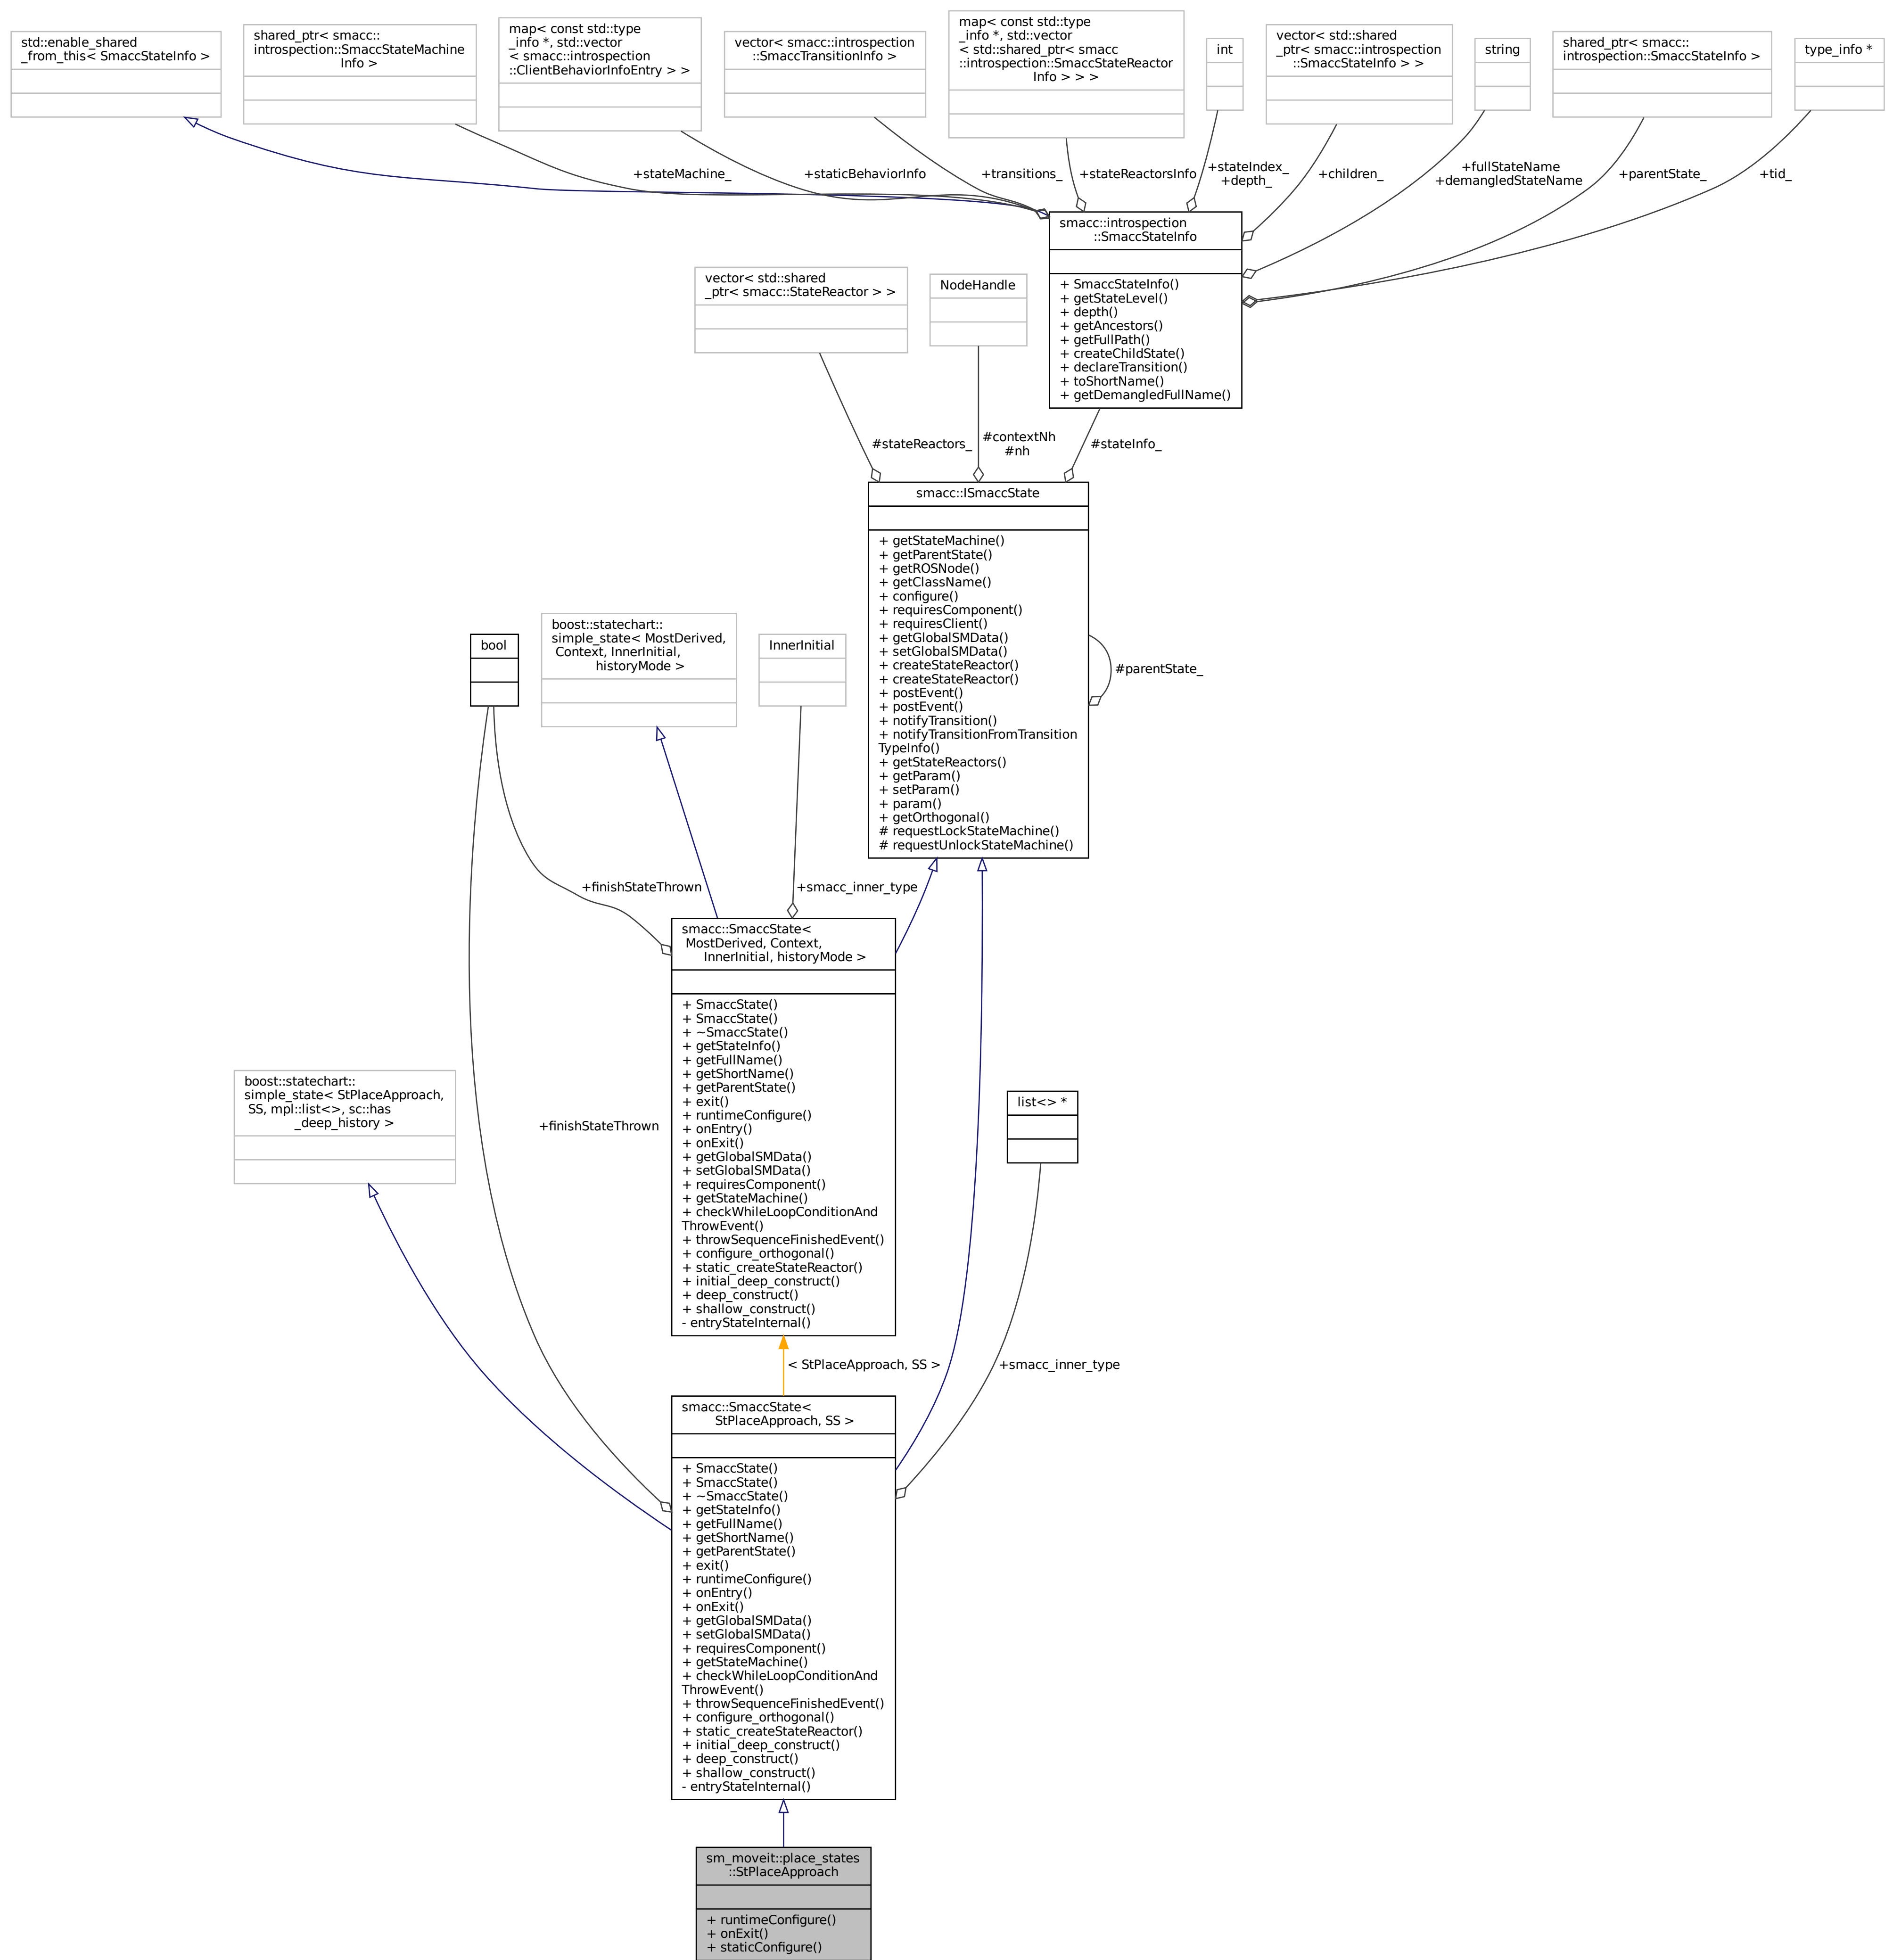 std::enable_shared
_from_this< SmaccStateInfo >
shared_ptr< smacc::
introspection::SmaccStateMachine
Info >
map< const std::type
_info *, std::vector
< smacc::introspection
::ClientBehaviorInfoEntry > >
vector< smacc::introspection
::SmaccTransitionInfo >
map< const std::type
_info *, std::vector
< std::shared_ptr< smacc
::introspection::SmaccStateReactor
Info > > >
int
vector< std::shared
_ptr< smacc::introspection
::SmaccStateInfo > >
string
shared_ptr< smacc::
introspection::SmaccStateInfo >
type_info *
+stateMachine_
+staticBehaviorInfo
+transitions_
+stateReactorsInfo
+stateIndex_
+depth_
+children_
+fullStateName
+demangledStateName
+parentState_
+tid_
smacc::introspection
::SmaccStateInfo
+ SmaccStateInfo()
+ getStateLevel()
+ depth()
+ getAncestors()
+ getFullPath()
+ createChildState()
+ declareTransition()
+ toShortName()
+ getDemangledFullName()
vector< std::shared
_ptr< smacc::StateReactor > >
NodeHandle
#stateReactors_
#contextNh
#nh
#stateInfo_
smacc::ISmaccState
+ getStateMachine()
+ getParentState()
+ getROSNode()
+ getClassName()
+ configure()
+ requiresComponent()
+ requiresClient()
+ getGlobalSMData()
+ setGlobalSMData()
+ createStateReactor()
+ createStateReactor()
+ postEvent()
+ postEvent()
+ notifyTransition()
+ notifyTransitionFromTransition
TypeInfo()
+ getStateReactors()
+ getParam()
+ setParam()
+ param()
+ getOrthogonal()
# requestLockStateMachine()
# requestUnlockStateMachine()
#parentState_
bool
boost::statechart::
simple_state< MostDerived,
Context, InnerInitial,
historyMode >
InnerInitial
+finishStateThrown
+smacc_inner_type
smacc::SmaccState<
MostDerived, Context,
InnerInitial, historyMode >
+ SmaccState()
+ SmaccState()
+ ~SmaccState()
+ getStateInfo()
+ getFullName()
+ getShortName()
+ getParentState()
+ exit()
+ runtimeConfigure()
+ onEntry()
+ onExit()
+ getGlobalSMData()
+ setGlobalSMData()
+ requiresComponent()
+ getStateMachine()
+ checkWhileLoopConditionAnd
ThrowEvent()
+ throwSequenceFinishedEvent()
+ configure_orthogonal()
+ static_createStateReactor()
+ initial_deep_construct()
+ deep_construct()
+ shallow_construct()
- entryStateInternal()
boost::statechart::
simple_state< StPlaceApproach,
SS, mpl::list<>, sc::has
_deep_history >
+finishStateThrown
list<> *
< StPlaceApproach, SS >
+smacc_inner_type
smacc::SmaccState<
StPlaceApproach, SS >
+ SmaccState()
+ SmaccState()
+ ~SmaccState()
+ getStateInfo()
+ getFullName()
+ getShortName()
+ getParentState()
+ exit()
+ runtimeConfigure()
+ onEntry()
+ onExit()
+ getGlobalSMData()
+ setGlobalSMData()
+ requiresComponent()
+ getStateMachine()
+ checkWhileLoopConditionAnd
ThrowEvent()
+ throwSequenceFinishedEvent()
+ configure_orthogonal()
+ static_createStateReactor()
+ initial_deep_construct()
+ deep_construct()
+ shallow_construct()
- entryStateInternal()
sm_moveit::place_states
::StPlaceApproach
+ runtimeConfigure()
+ onExit()
+ staticConfigure()